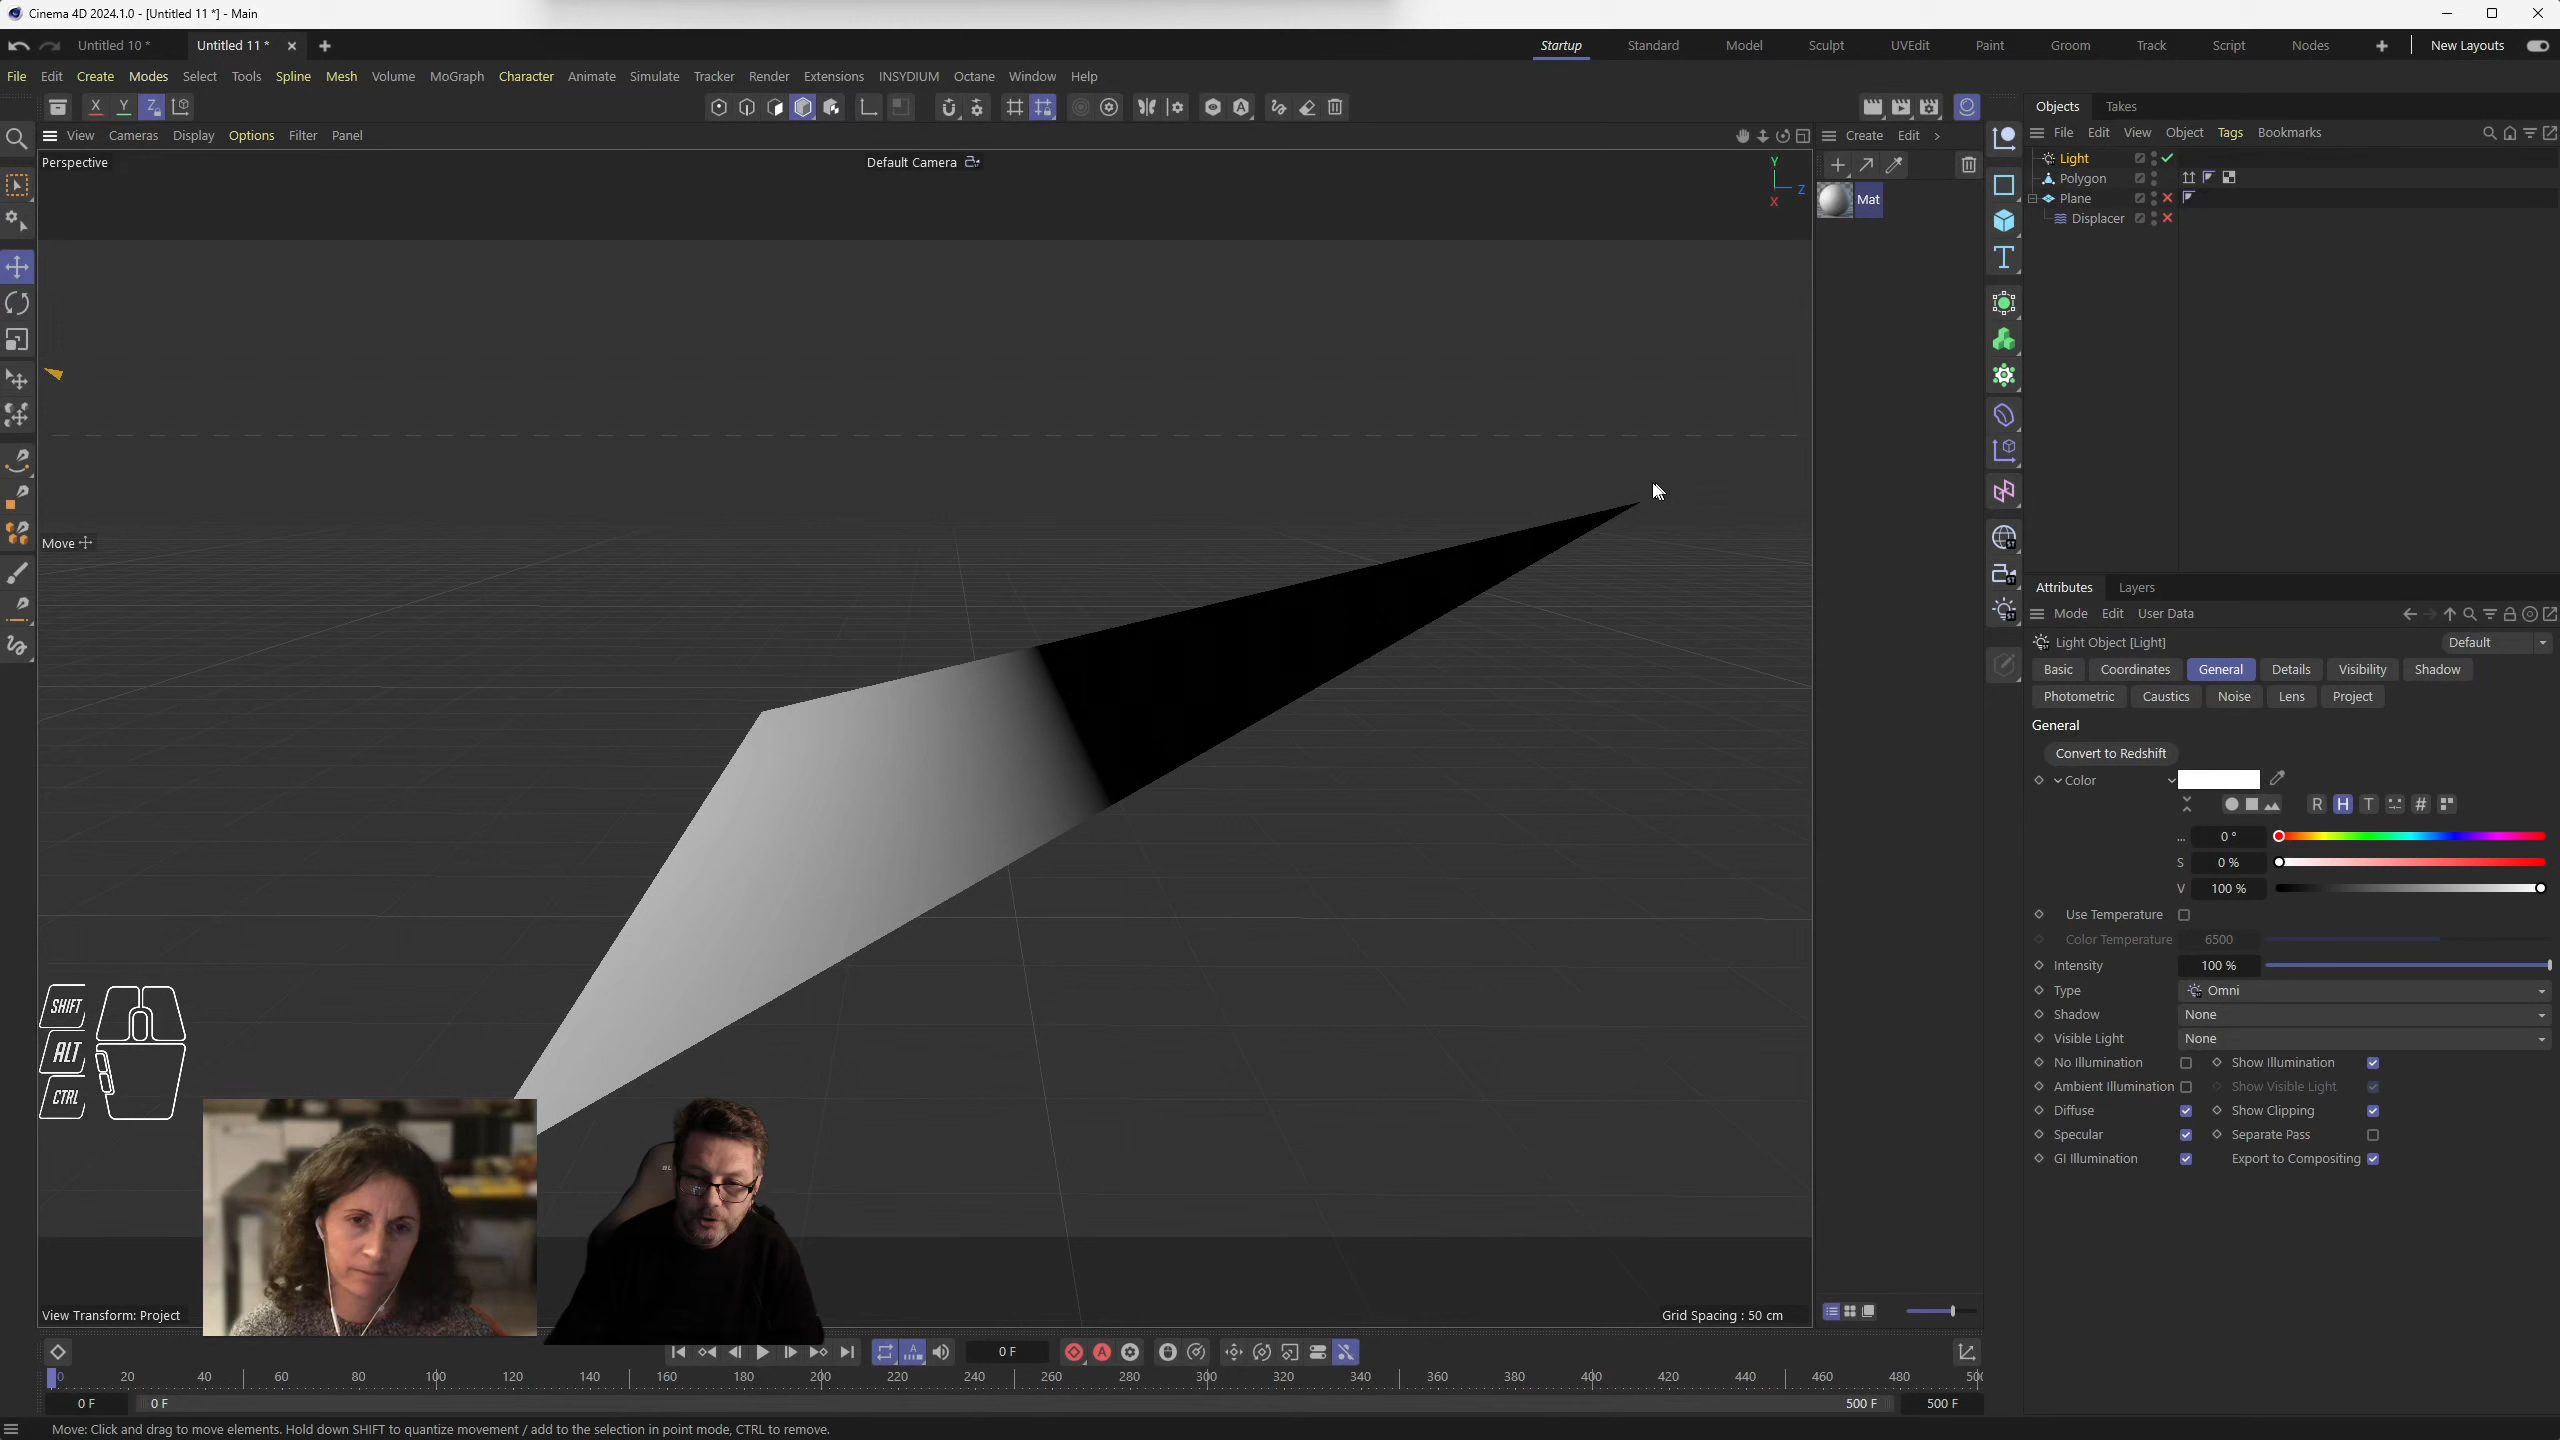 Cinema 4D 2024.1.0 - [Untitled 11 *] - Main
Untitled 10 *
Untitled 11 *
Startup
Standard
Model
Sculpt
UVEdit
Paint
Groom
Track
Script
Nodes
New Layouts
File Edit Create Modes Select Tools Spline Mesh Volume MoGraph Character Animate Simulate Tracker Render Extensions INSYDIUM Octane Window Help
X Y Z
Objects Takes
View Cameras Display Options Filter Panel
Create Edit
File Edit View Object Tags Bookmarks
Perspective
Default Camera
Y
Z
X
Mat
Light
Polygon
Plane
Displacer
Move
Attributes Layers
Mode Edit User Data
Light Object [Light]
Default
Basic Coordinates General Details Visibility Shadow
Photometric Caustics Noise Lens Project
General
Convert to Redshift
Color
R H T #
... 0 °
S 0 %
V 100 %
Use Temperature
Color Temperature 6500
Intensity 100 %
Type Omni
Shadow None
Visible Light None
No Illumination Show Illumination
Ambient Illumination Show Visible Light
Diffuse Show Clipping
Specular Separate Pass
GI Illumination Export to Compositing
SHIFT
ALT
CTRL
View Transform: Project
Grid Spacing : 50 cm
0 F
0 20 40 60 80 100 120 140 160 180 200 220 240 260 280 300 320 340 360 380 400 420 440 460 480
0 F 0 F 500 F 500 F
Move: Click and drag to move elements. Hold down SHIFT to quantize movement / add to the selection in point mode, CTRL to remove.